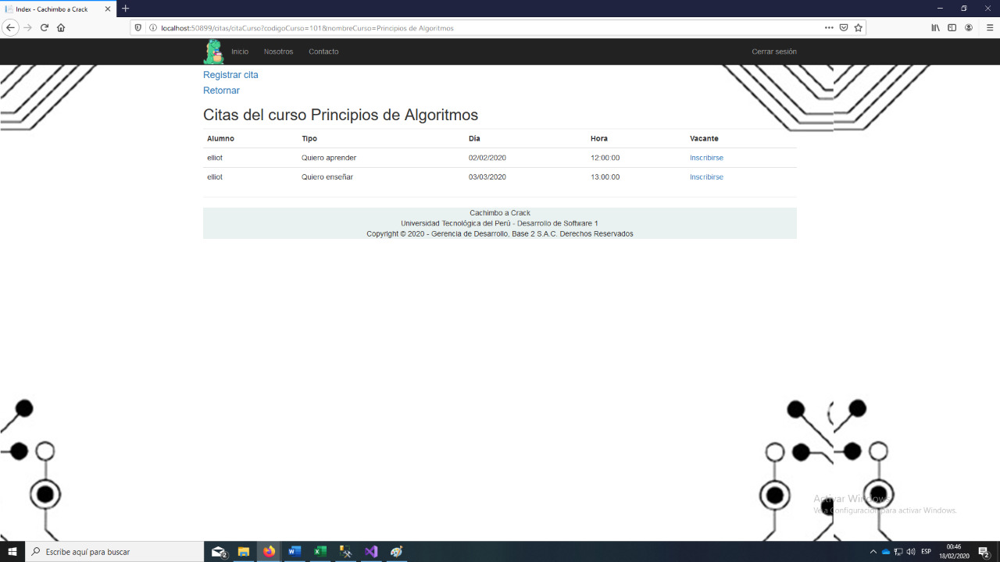 Index - Cachimbo a Crack
localhost:50899/citas/citaCurso?codigoCurso=101&nombreCurso=Principios de Algoritmos
Inicio Nosotros Contacto Cerrar sesión
Registrar cita
Retornar
Citas del curso Principios de Algoritmos
Alumno Tipo Día Hora Vacante
elliot Quiero aprender 02/02/2020 12:00:00 Inscribirse
elliot Quiero enseñar 03/03/2020 13:00:00 Inscribirse
Cachimbo a Crack
Universidad Tecnológica del Perú - Desarrollo de Software 1
Copyright © 2020 - Gerencia de Desarrollo, Base 2 S.A.C. Derechos Reservados
Activar Windows
Ve a Configuración para activar Windows.
Escribe aquí para buscar
2
ESP
00:46
18/02/2020
2